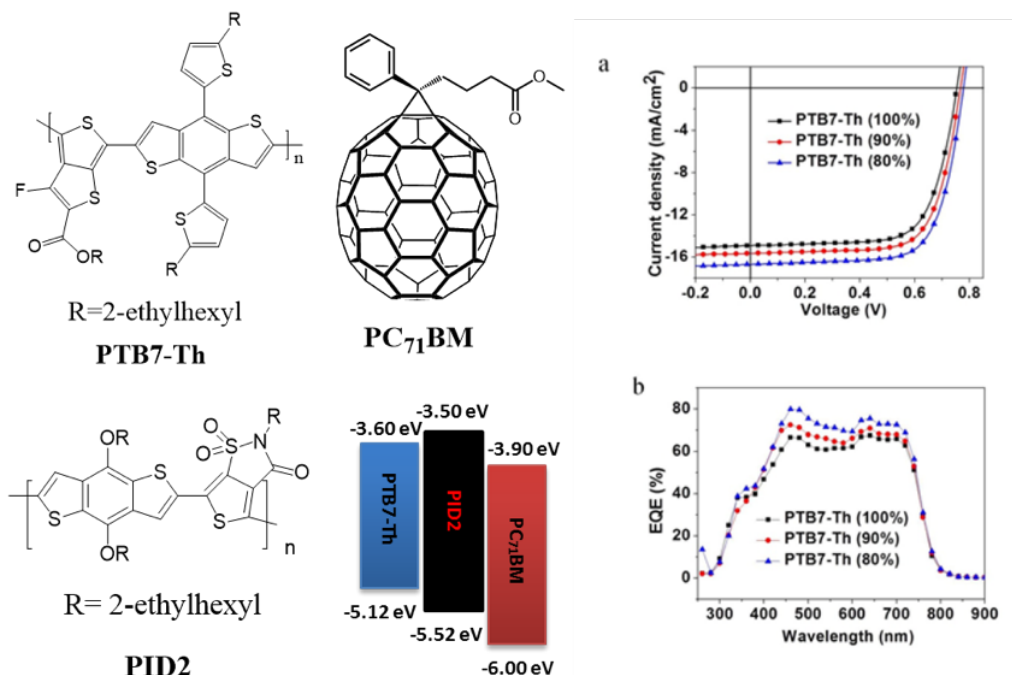 R
S
n
F
S
S
S
S
S
O
OR
R
R=2-ethylhexyl
PTB7-Th
O
O
PC₇₁BM
OR
S
S
OR
O
O
S
N
R
O
S
n
R= 2-ethylhexyl
PID2
-3.50 eV
-3.60 eV
-3.90 eV
PTB7-Th
PID2
PC₇₁BM
-5.12 eV
-5.52 eV
-6.00 eV
a
Current density (mA/cm²)
0
-4
-8
-12
-16
PTB7-Th (100%)
PTB7-Th (90%)
PTB7-Th (80%)
-0.2 0.0 0.2 0.4 0.6 0.8
Voltage (V)
b
EQE (%)
80
60
40
20
0
PTB7-Th (100%)
PTB7-Th (90%)
PTB7-Th (80%)
300 400 500 600 700 800 900
Wavelength (nm)